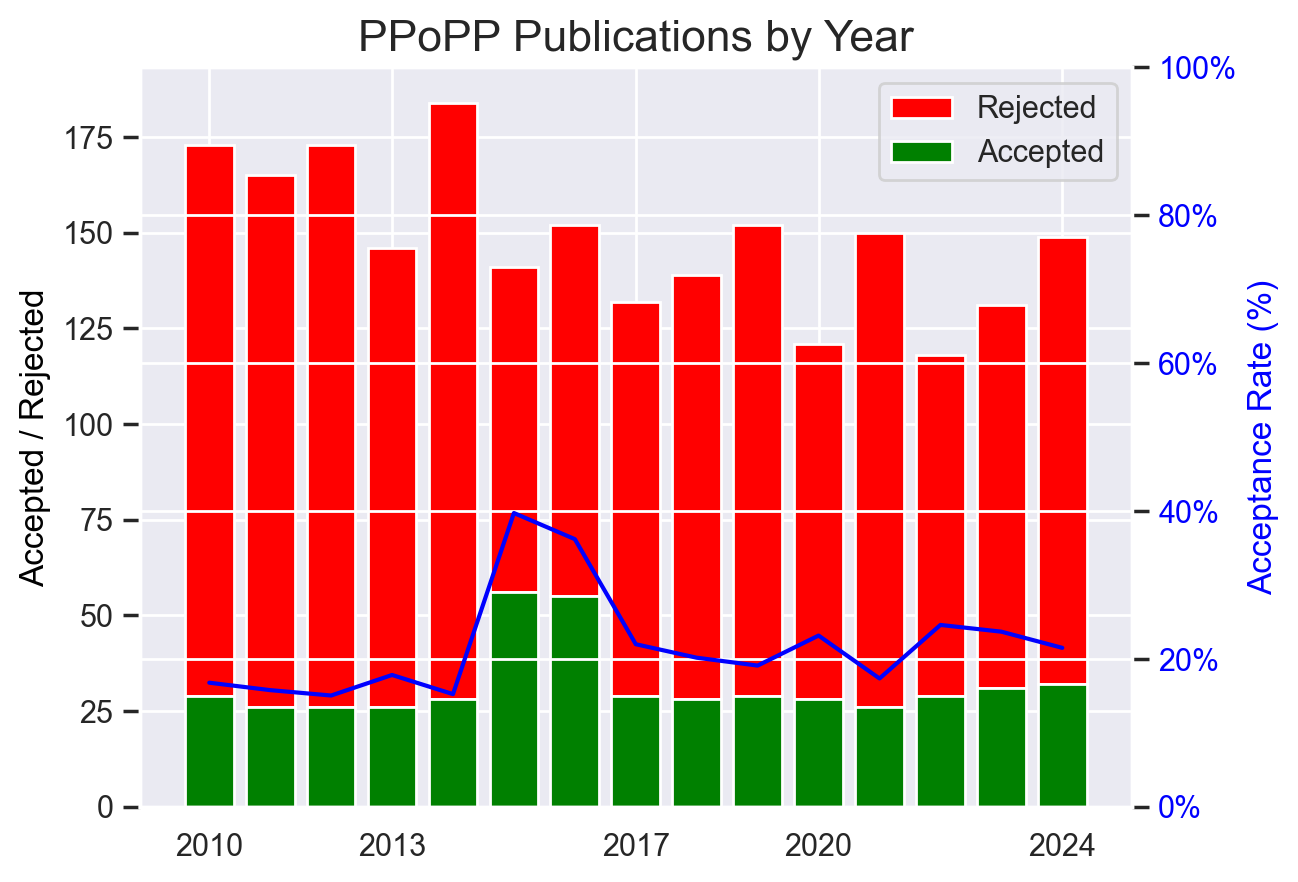 PPoPP Publications by Year
Rejected
Accepted
Accepted / Rejected
175
150
125
100
75
50
25
0
100%
80%
60%
40%
20%
0%
Acceptance Rate (%)
2010 2013 2017 2020 2024